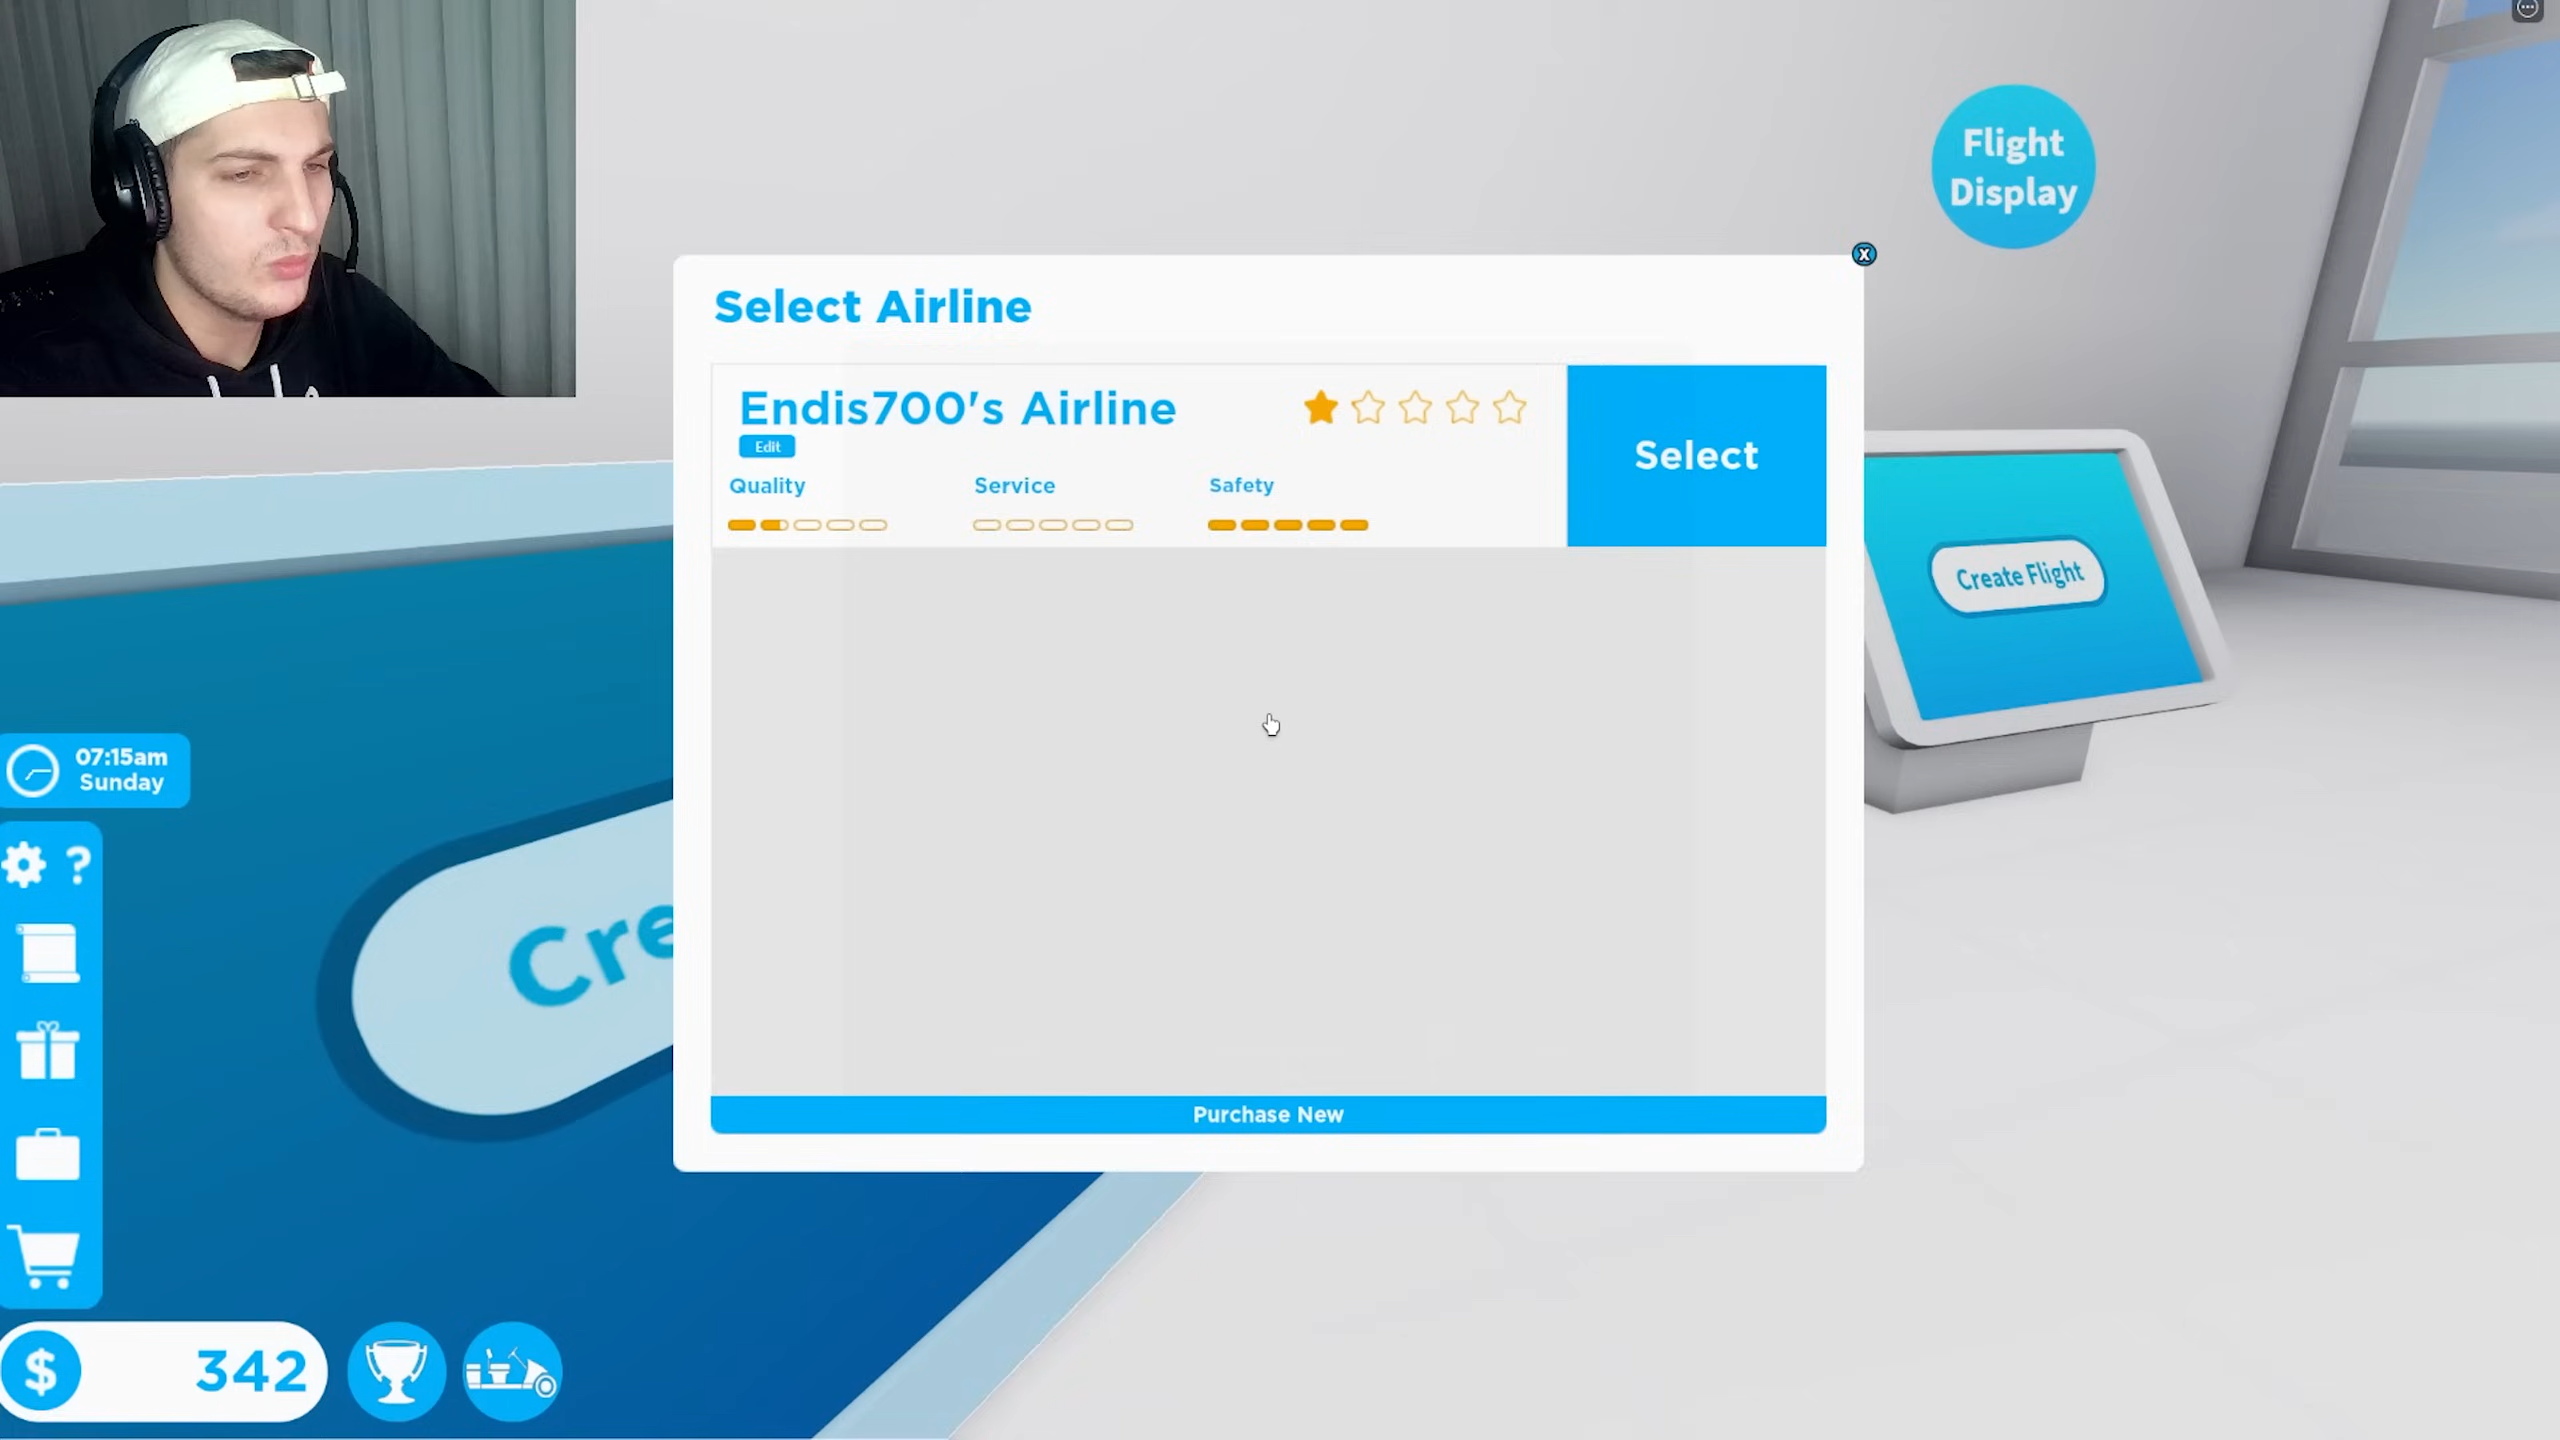 Flight
Display
Select Airline
Endis700's Airline
Edit
Select
Quality
Service
Safety
Create Flight
07:15am
Sunday
?
Cre
Purchase New
$ 342